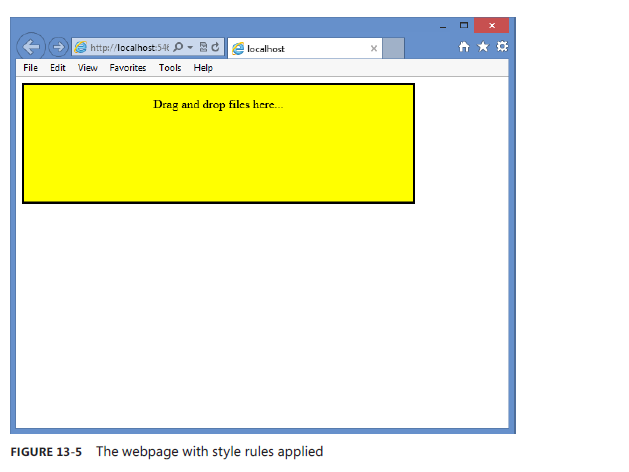 http://localhost:54
localhost
File Edit View Favorites Tools Help
Drag and drop files here...
FIGURE 13-5 The webpage with style rules applied